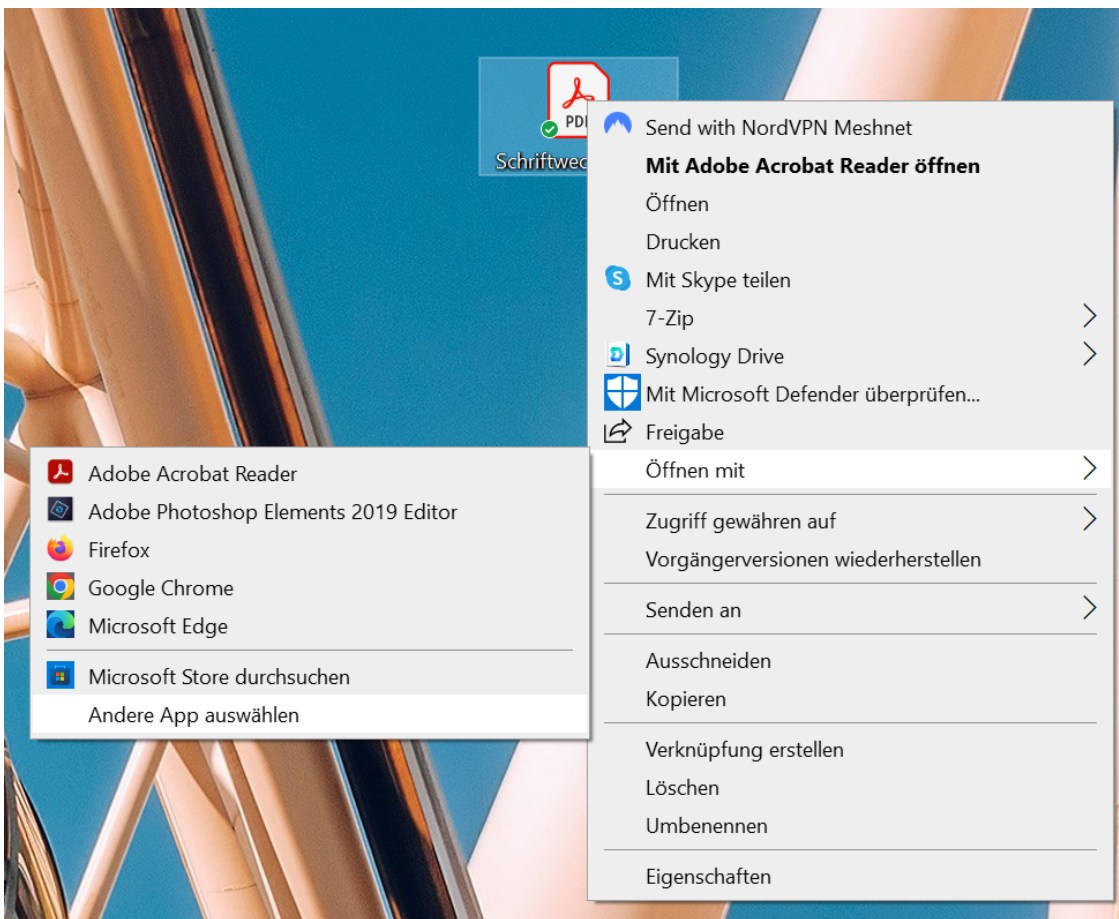 PDF
Schriftwec
Send with NordVPN Meshnet
Mit Adobe Acrobat Reader öffnen
Öffnen
Drucken
Mit Skype teilen
7-Zip
Synology Drive
Mit Microsoft Defender überprüfen...
Freigabe
Öffnen mit
Zugriff gewähren auf
Vorgängerversionen wiederherstellen
Senden an
Ausschneiden
Kopieren
Verknüpfung erstellen
Löschen
Umbenennen
Eigenschaften
Adobe Acrobat Reader
Adobe Photoshop Elements 2019 Editor
Firefox
Google Chrome
Microsoft Edge
Microsoft Store durchsuchen
Andere App auswählen